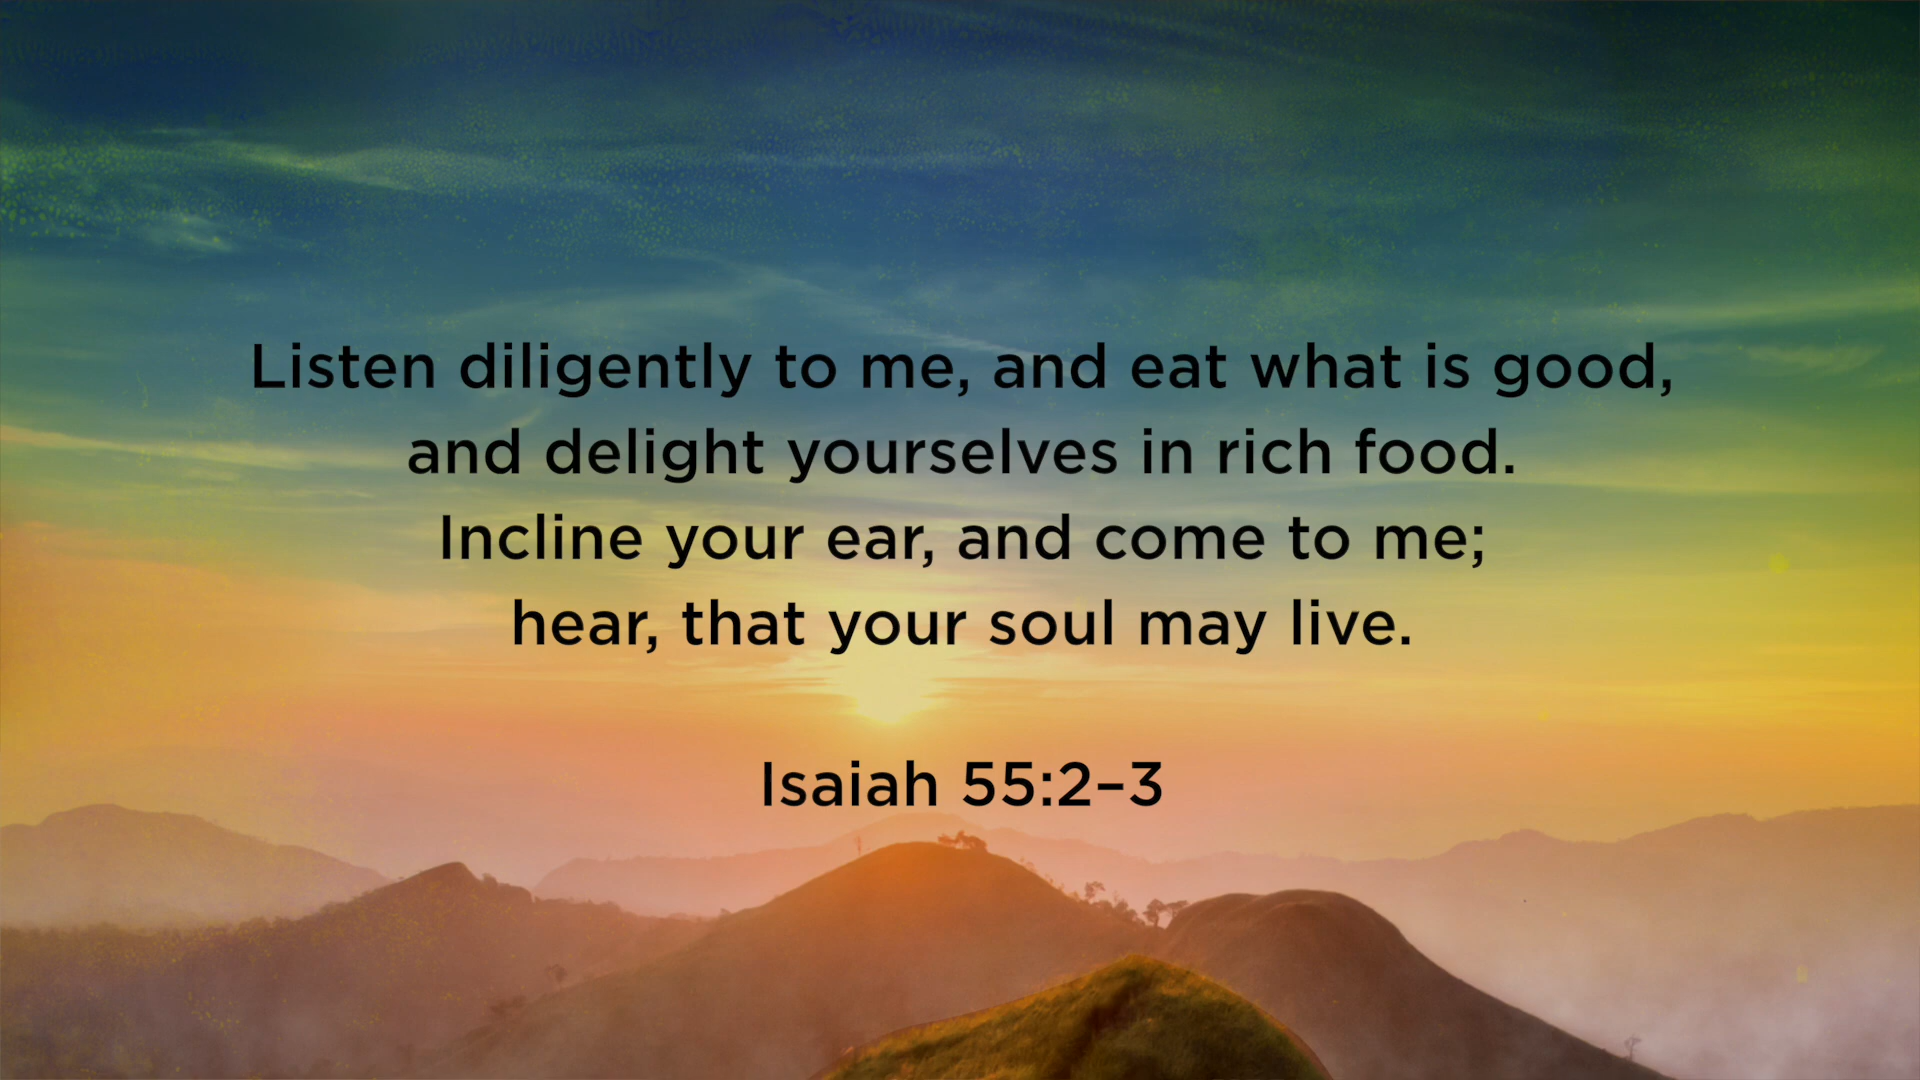 Listen diligently to me, and eat what is good,
and delight yourselves in rich food.
Incline your ear, and come to me;
hear, that your soul may live.
Isaiah 55:2–3